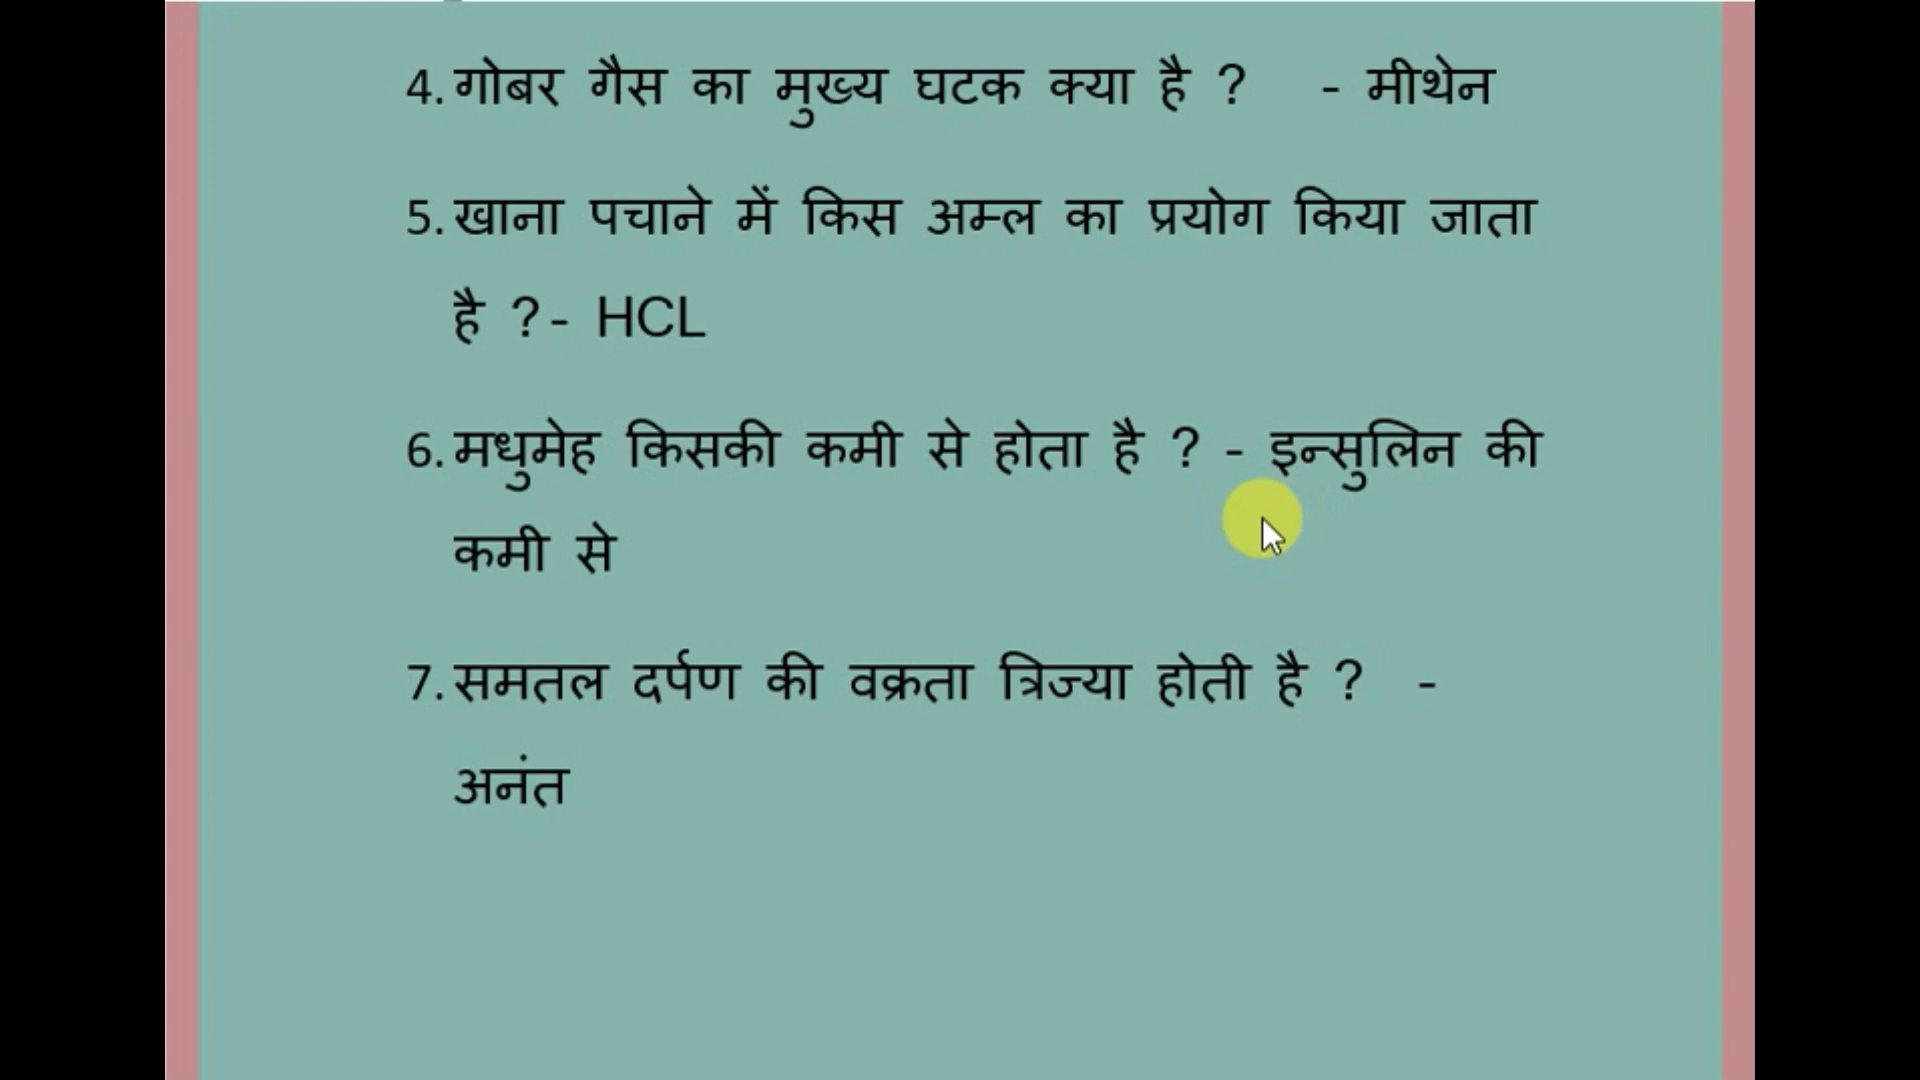 4. गोबर गैस का मुख्य घटक क्या है ? - मीथेन
5. खाना पचाने में किस अम्ल का प्रयोग किया जाता
है ?- HCL
6. मधुमेह किसकी कमी से होता है ? - इन्सुलिन की
कमी से
7. समतल दर्पण की वक्रता त्रिज्या होती है ? -
अनंत